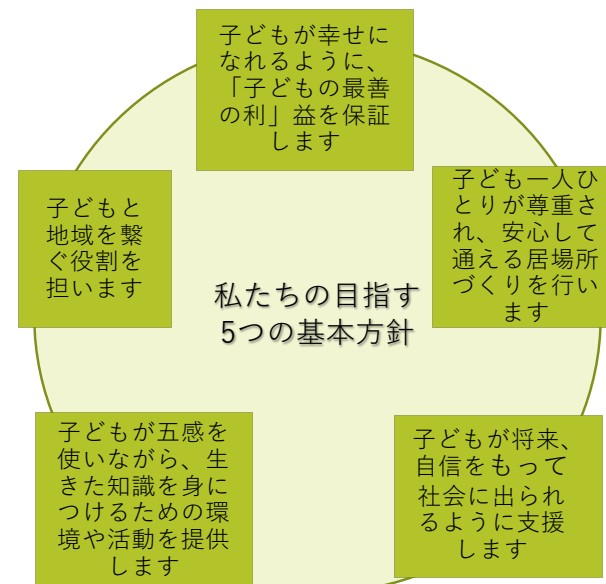 子どもが幸せに
なれるように、
「子どもの最善
の利」益を保証
します
子ども一人ひ
とりが尊重さ
れ、安心して
通える居場所
づくりを行い
ます
子どもと
地域を繋
ぐ役割を
担います
私たちの目指す
5つの基本方針
子どもが五感を
使いながら、生
きた知識を身に
つけるための環
境や活動を提供
します
子どもが将来、
自信をもって
社会に出られ
るように支援
します